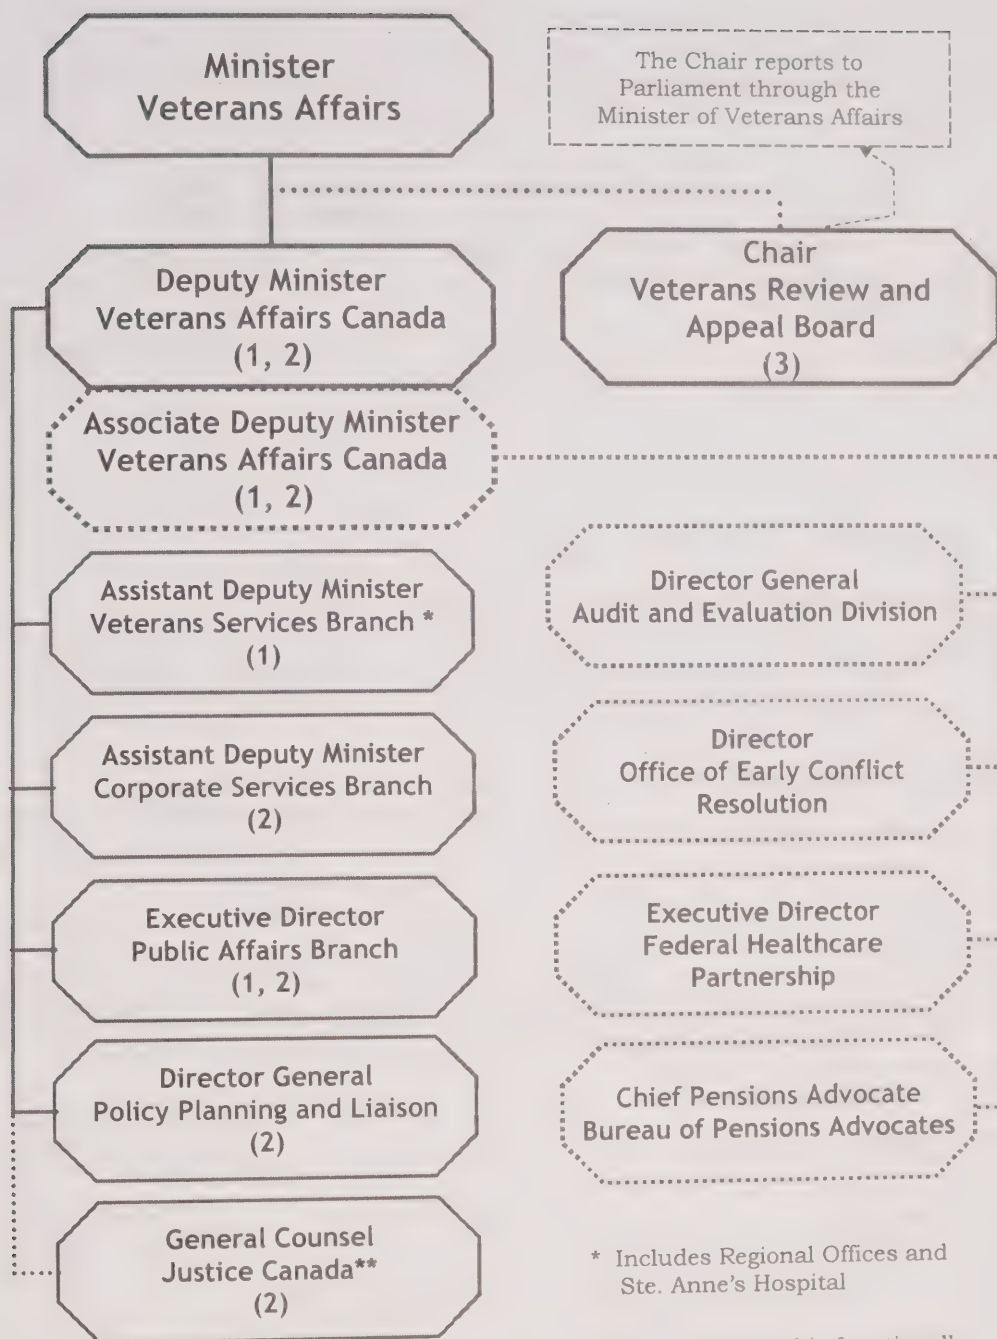 Minister
Veterans Affairs
The Chair reports to
Parliament through the
Minister of Veterans Affairs
Deputy Minister
Veterans Affairs Canada
(1, 2)
Chair
Veterans Review and
Appeal Board
(3)
Associate Deputy Minister
Veterans Affairs Canada
(1, 2)
Assistant Deputy Minister
Veterans Services Branch *
(1)
Director General
Audit and Evaluation Division
Assistant Deputy Minister
Corporate Services Branch
(2)
Director
Office of Early Conflict
Resolution
Executive Director
Public Affairs Branch
(1, 2)
Executive Director
Federal Healthcare
Partnership
Director General
Policy Planning and Liaison
(2)
Chief Pensions Advocate
Bureau of Pensions Advocates
General Counsel
Justice Canada**
(2)
* Includes Regional Offices and
Ste. Anne's Hospital